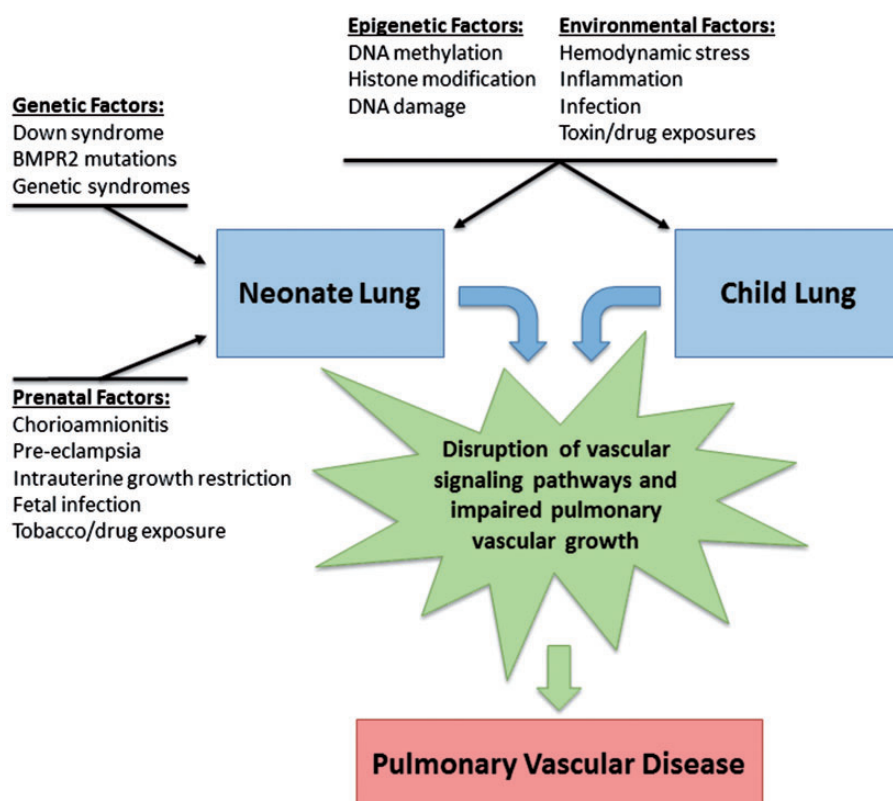 Epigenetic Factors:
DNA methylation
Histone modification
DNA damage
Environmental Factors:
Hemodynamic stress
Inflammation
Infection
Toxin/drug exposures
Genetic Factors:
Down syndrome
BMPR2 mutations
Genetic syndromes
Neonate Lung
Child Lung
Prenatal Factors:
Chorioamnionitis
Pre-eclampsia
Intrauterine growth restriction
Fetal infection
Tobacco/drug exposure
Disruption of vascular
signaling pathways and
impaired pulmonary
vascular growth
Pulmonary Vascular Disease